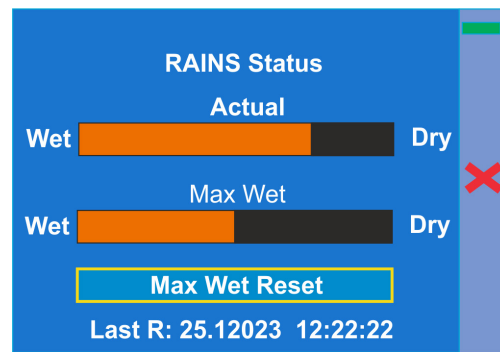 RAINS Status
Actual
Wet Dry
Max Wet
Wet Dry
Max Wet Reset
Last R: 25.12023 12:22:22